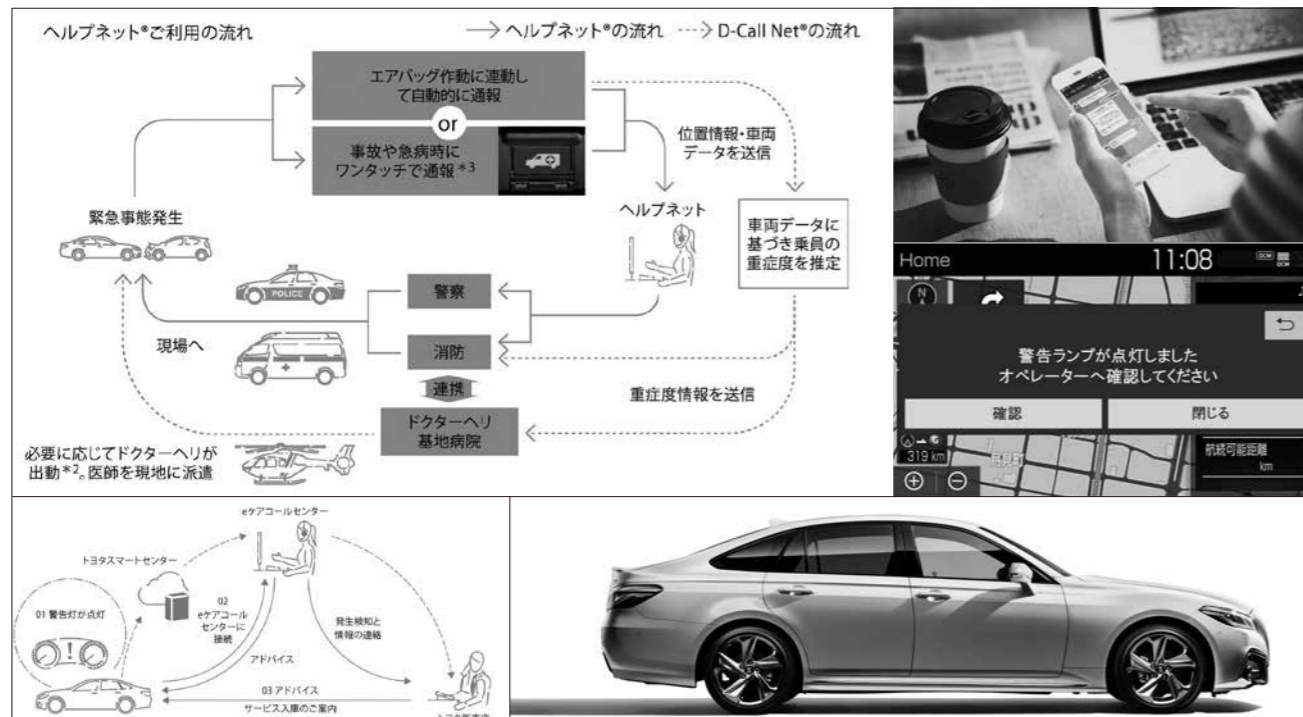 ヘルプネット®ご利用の流れ
ヘルプネット®の流れ
D-Call Net®の流れ
エアバッグ作動に連動し
て自動的に通報
or
事故や急病時に
ワンタッチで通報*3
位置情報・車両
データを送信
ヘルプネット
緊急事態発生
車両データに
基づき乗員の
重症度を推定
POLICE
警察
現場へ
消防
連携
重症度情報を送信
ドクターヘリ
基地病院
必要に応じてドクターヘリが
出動*2。医師を現地に派遣
Home
11:08
DCM
N
警告ランプが点灯しました
オペレーターへ確認してください
確認
閉じる
319 km
航続可能距離
km
eケアコールセンター
トヨタスマートセンター
01 警告灯が点灯
02
eケアコール
センターに
接続
発生検知と
情報の連絡
アドバイス
03 アドバイス
サービス入庫のご案内